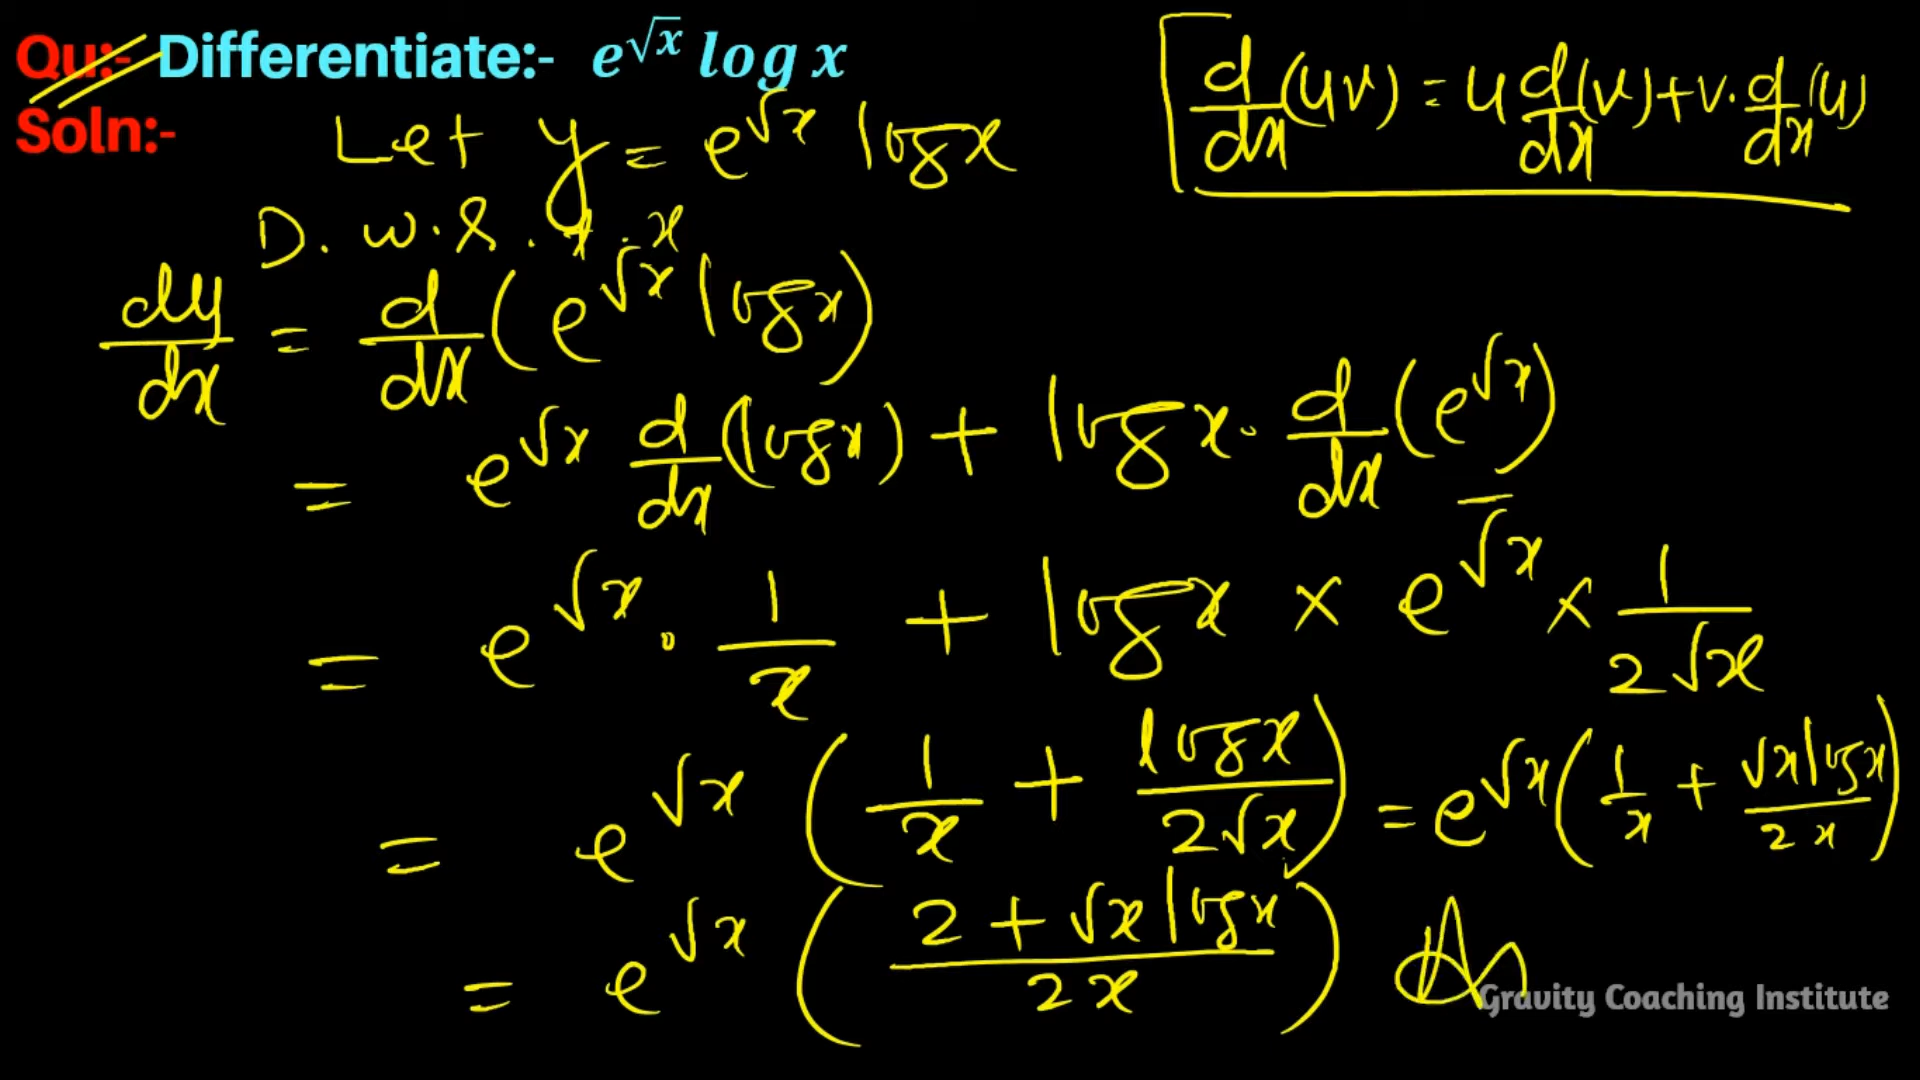 Qu:- Differentiate:- e^√x log x
d/dx(uv) = u d/dx(v) + v. d/dx(u)
Soln:- Let y = e^√x log x
D. w. r. t. x
dy/dx = d/dx (e^√x log x)
= e^√x d/dx (log x) + log x . d/dx (e^√x)
= e^√x . 1/x + log x × e^√x × 1/2√x
= e^√x (1/x + log x/2√x) = e^√x (1/x + √x log x/2x)
= e^√x (2 + √x log x/2x) An
Gravity Coaching Institute